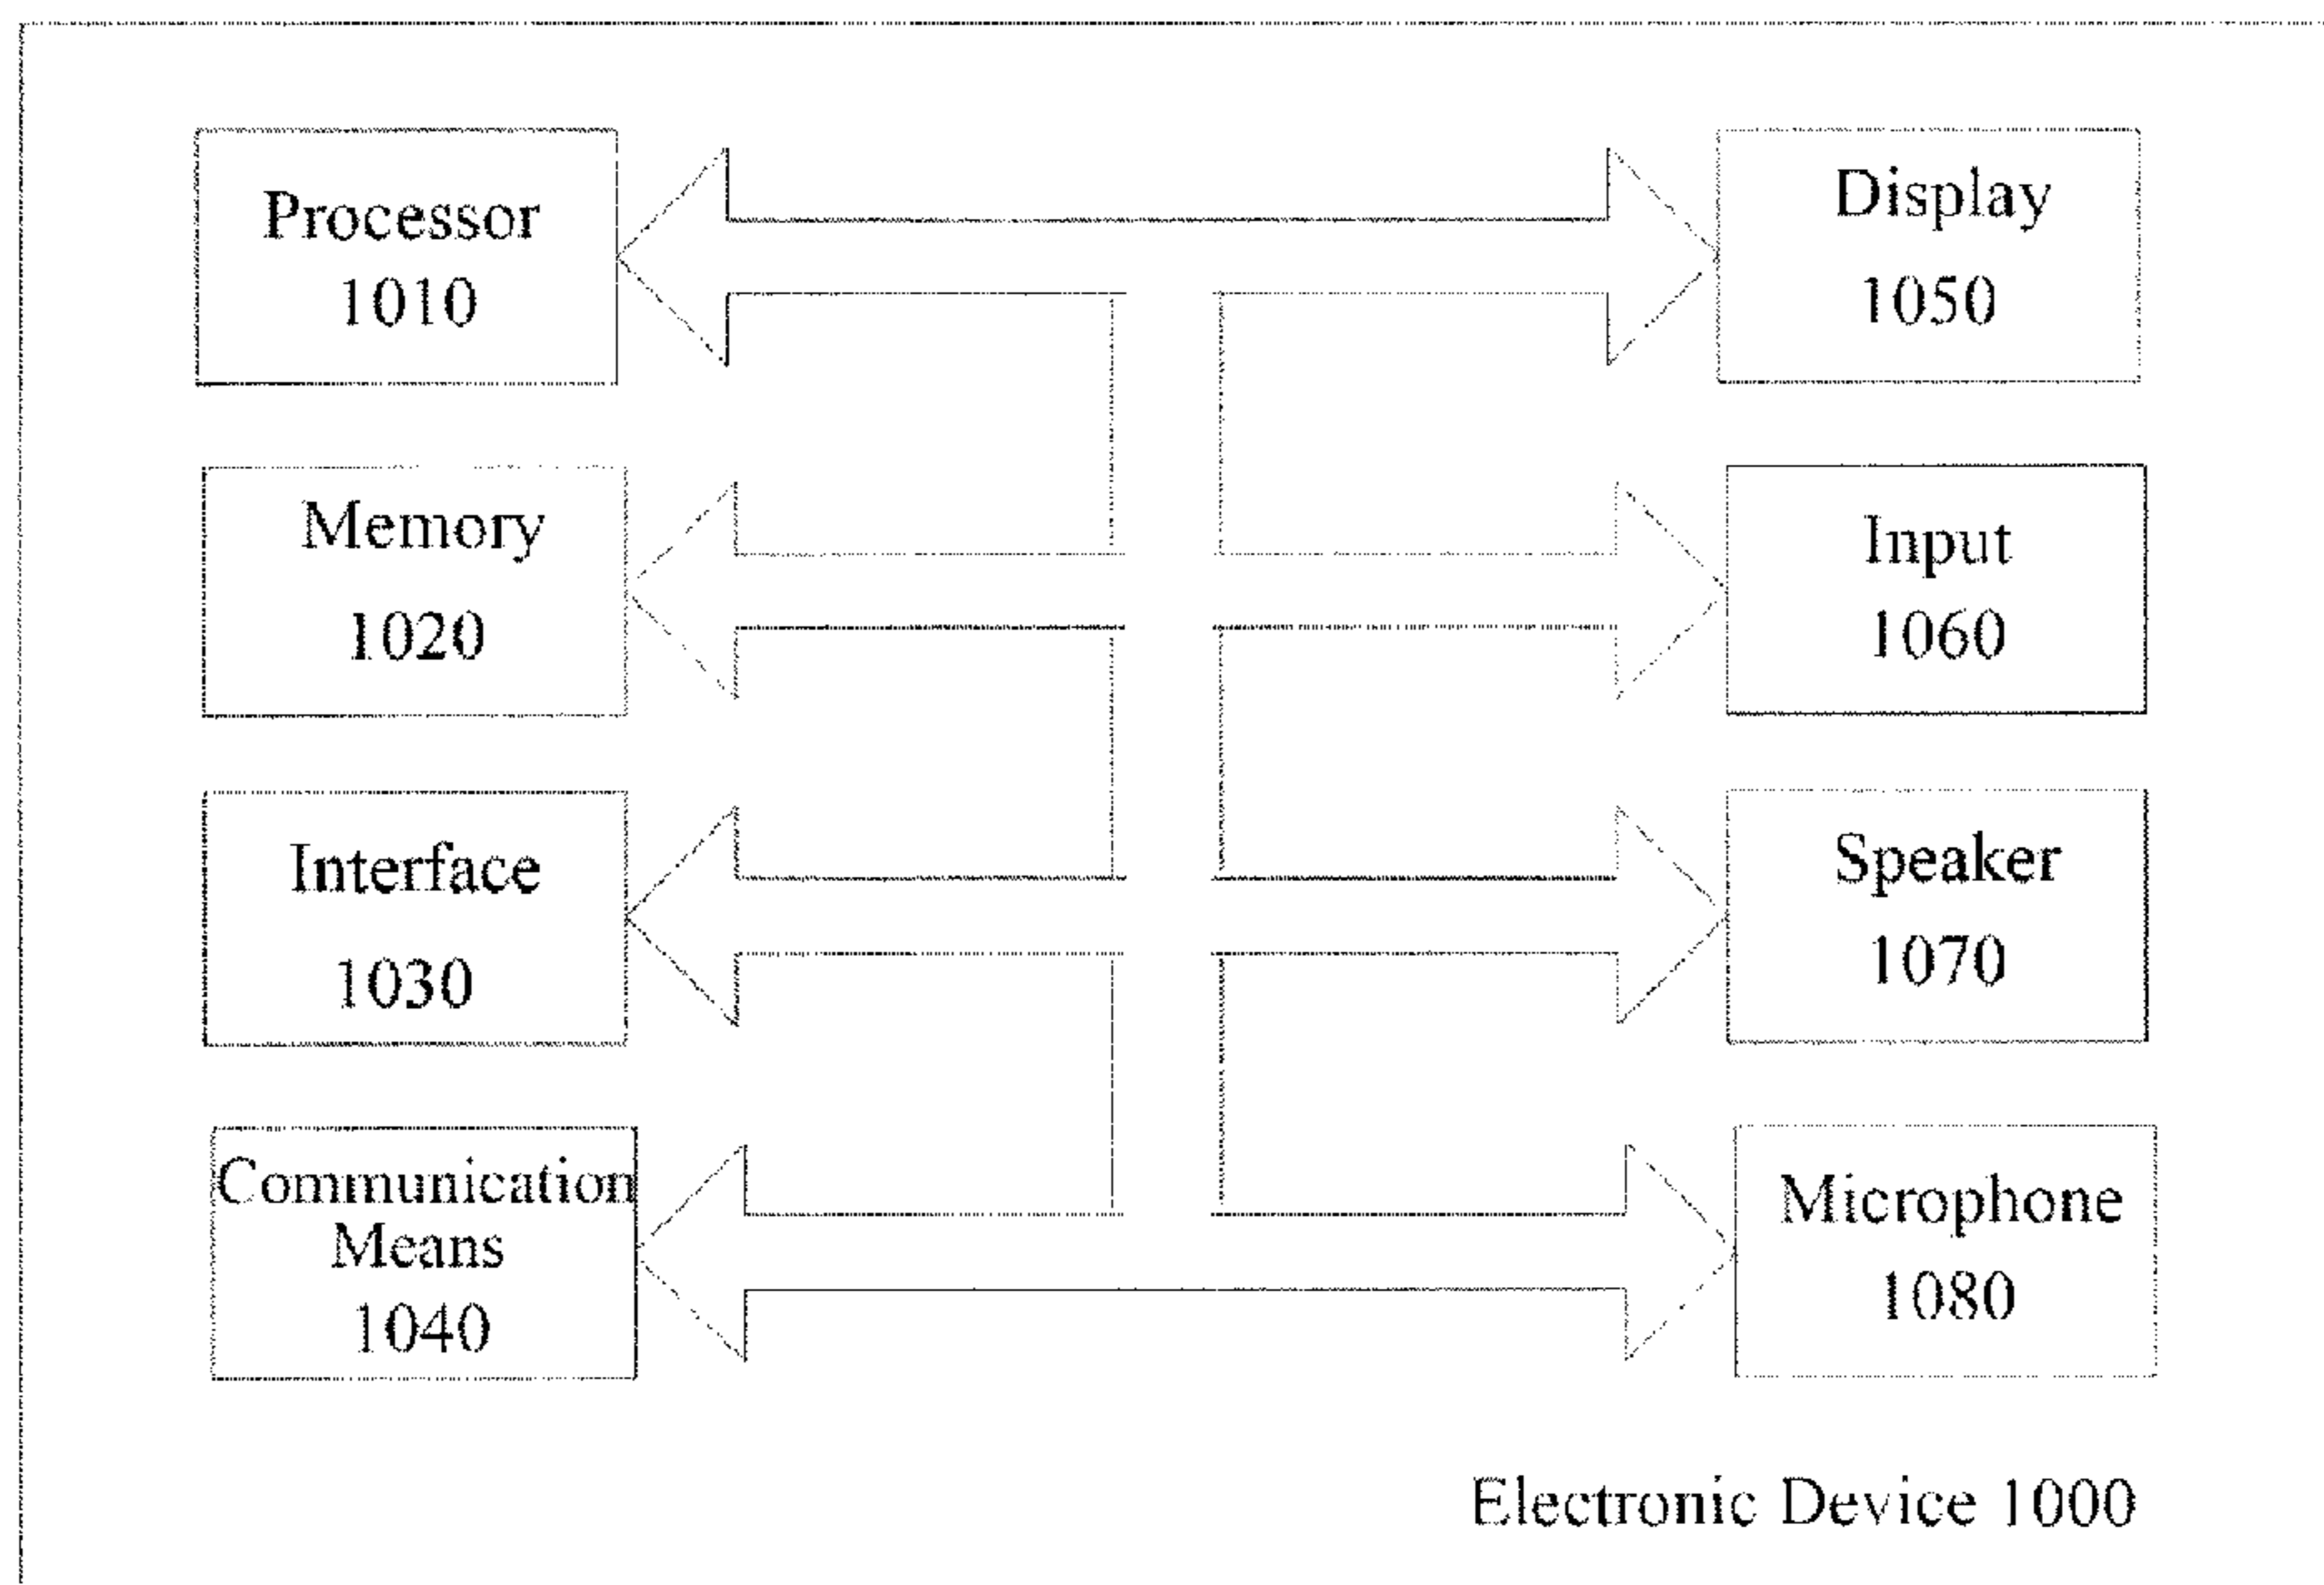 Processor
1010
Display
1050
Memory
1020
Input
1060
Interface
1030
Speaker
1070
Communication
Means
1040
Microphone
1080
Electronic Device 1000